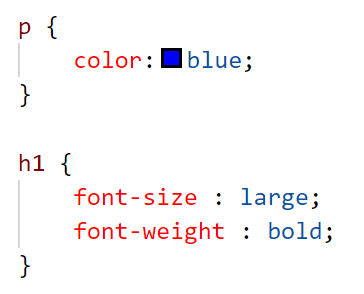 p {
color: blue;
}
h1 {
font-size : large;
font-weight : bold;
}